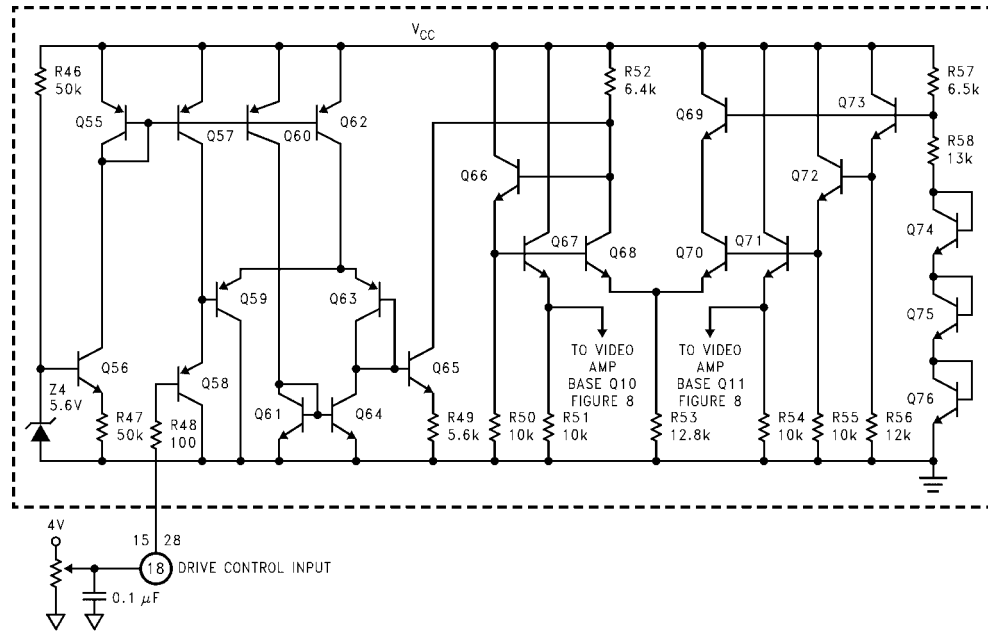 V_CC
R46
50k
Q55
Q57
Q60
Q62
R52
6.4k
Q69
Q73
R57
6.5k
R58
13k
Q66
Q72
Q74
Q59
Q63
Q67
Q68
Q70
Q71
Q75
Q56
Z4
5.6V
R47
50k
Q58
R48
100
Q61
Q64
Q65
R49
5.6k
TO VIDEO
AMP
BASE Q10
FIGURE 8
TO VIDEO
AMP
BASE Q11
FIGURE 8
Q76
R50
10k
R51
10k
R53
12.8k
R54
10k
R55
10k
R56
12k
4V
15 28
18 DRIVE CONTROL INPUT
0.1 μF